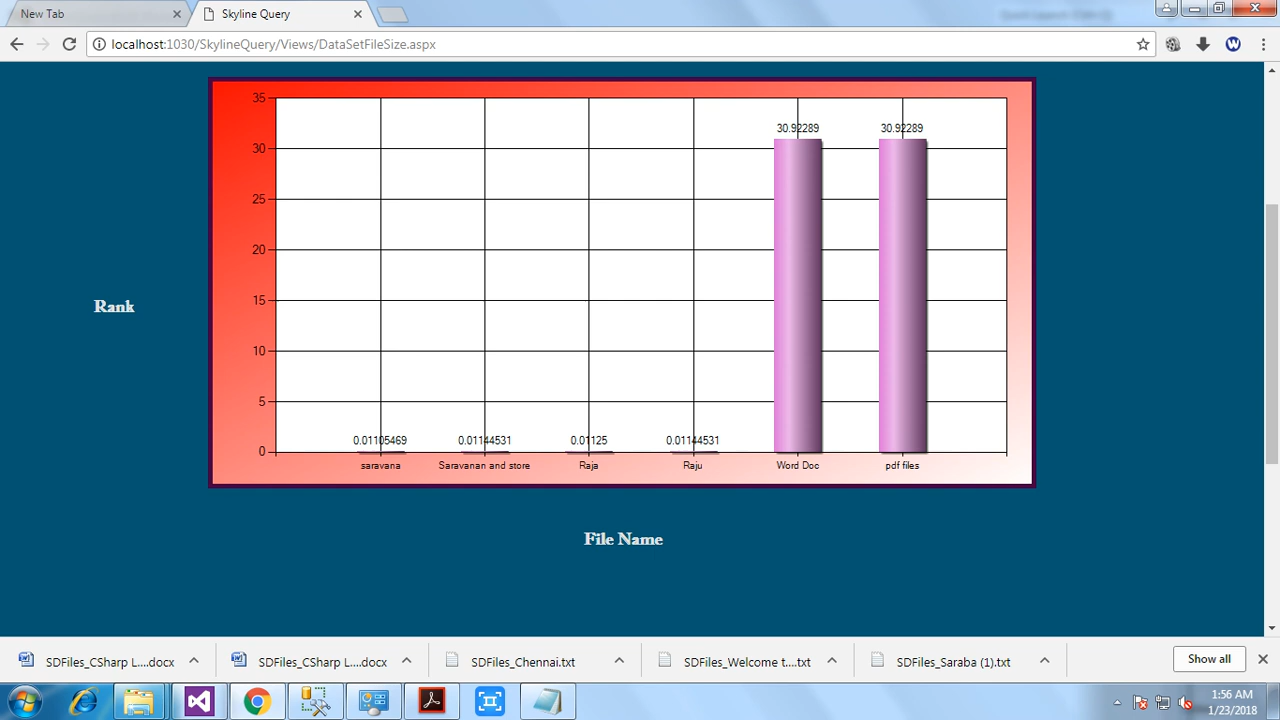 New Tab
Skyline Query
localhost:1030/SkylineQuery/Views/DataSetFileSize.aspx
35
30
25
20
15
10
5
0
30.92289
30.92289
0.01105469
0.01144531
0.01125
0.01144531
saravana
Saravanan and store
Raja
Raju
Word Doc
pdf files
Rank
File Name
SDFiles_CSharp L....docx
SDFiles_CSharp L....docx
SDFiles_Chennai.txt
SDFiles_Welcome t....txt
SDFiles_Saraba (1).txt
Show all
1:56 AM
1/23/2018